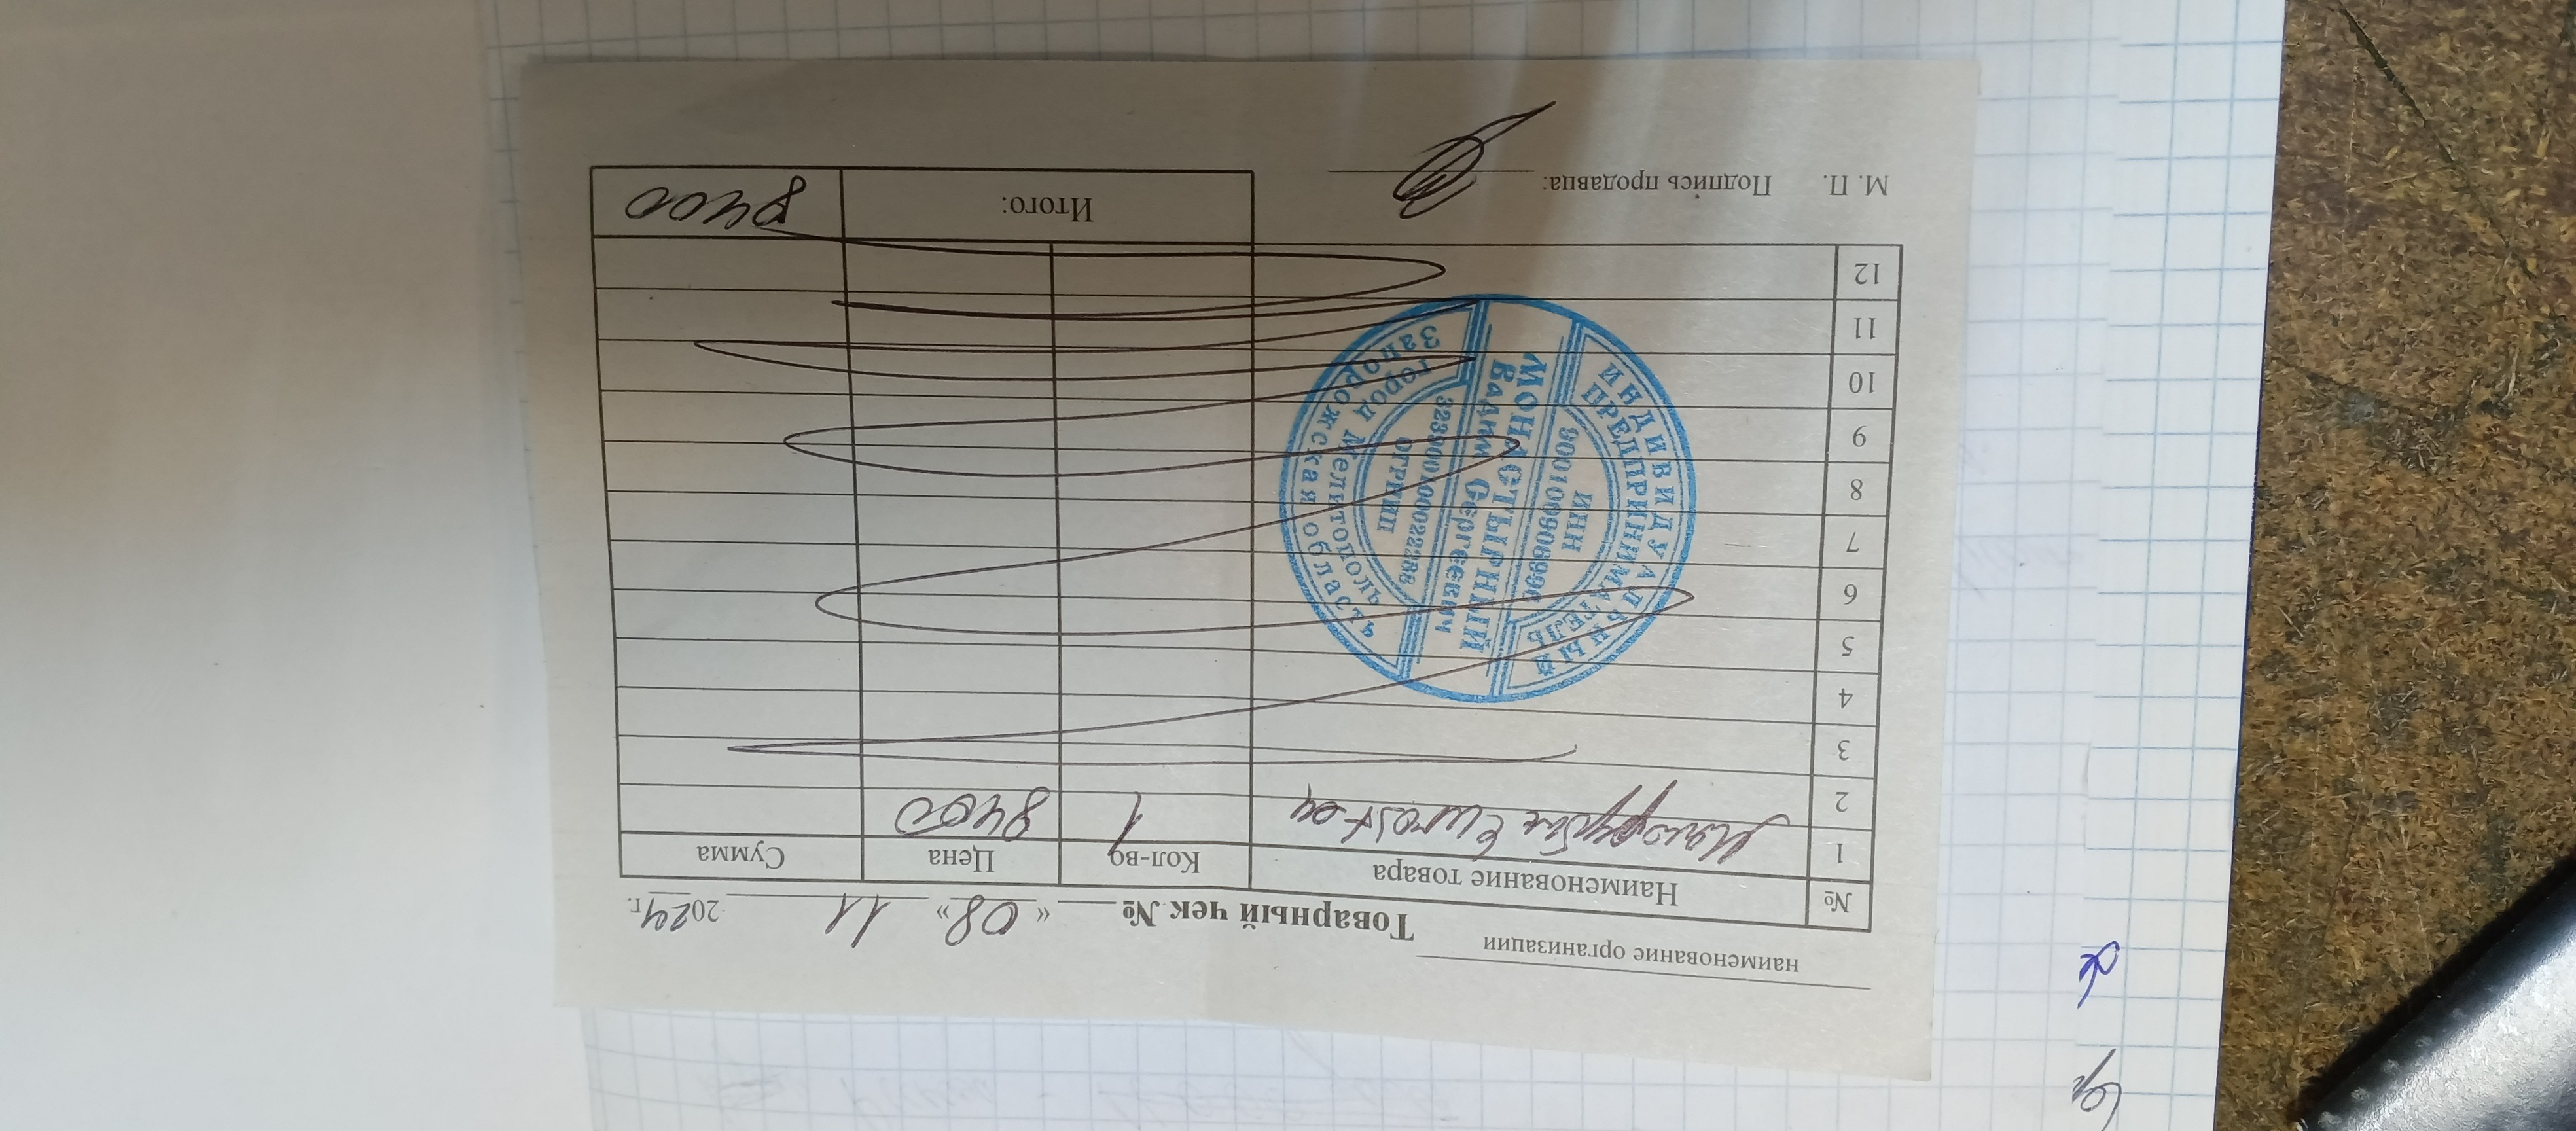 наименование организации
Товарный чек № « 08 » 11 2024г.
№ Наименование товара Кол-во Цена Сумма
1 Мясорубка 1 8400
2
3
4
5
6
7
8
9
10
11
12
Итого: 8400
М. П. Подпись продавца:
ИНДИВИДУАЛЬНЫЙ
ПРЕДПРИНИМАТЕЛЬ
ИНН
МОНАСТЫРНЫЙ
Вадим Сергеевич
ОГРНИП
город Мелитополь
Запорожская область